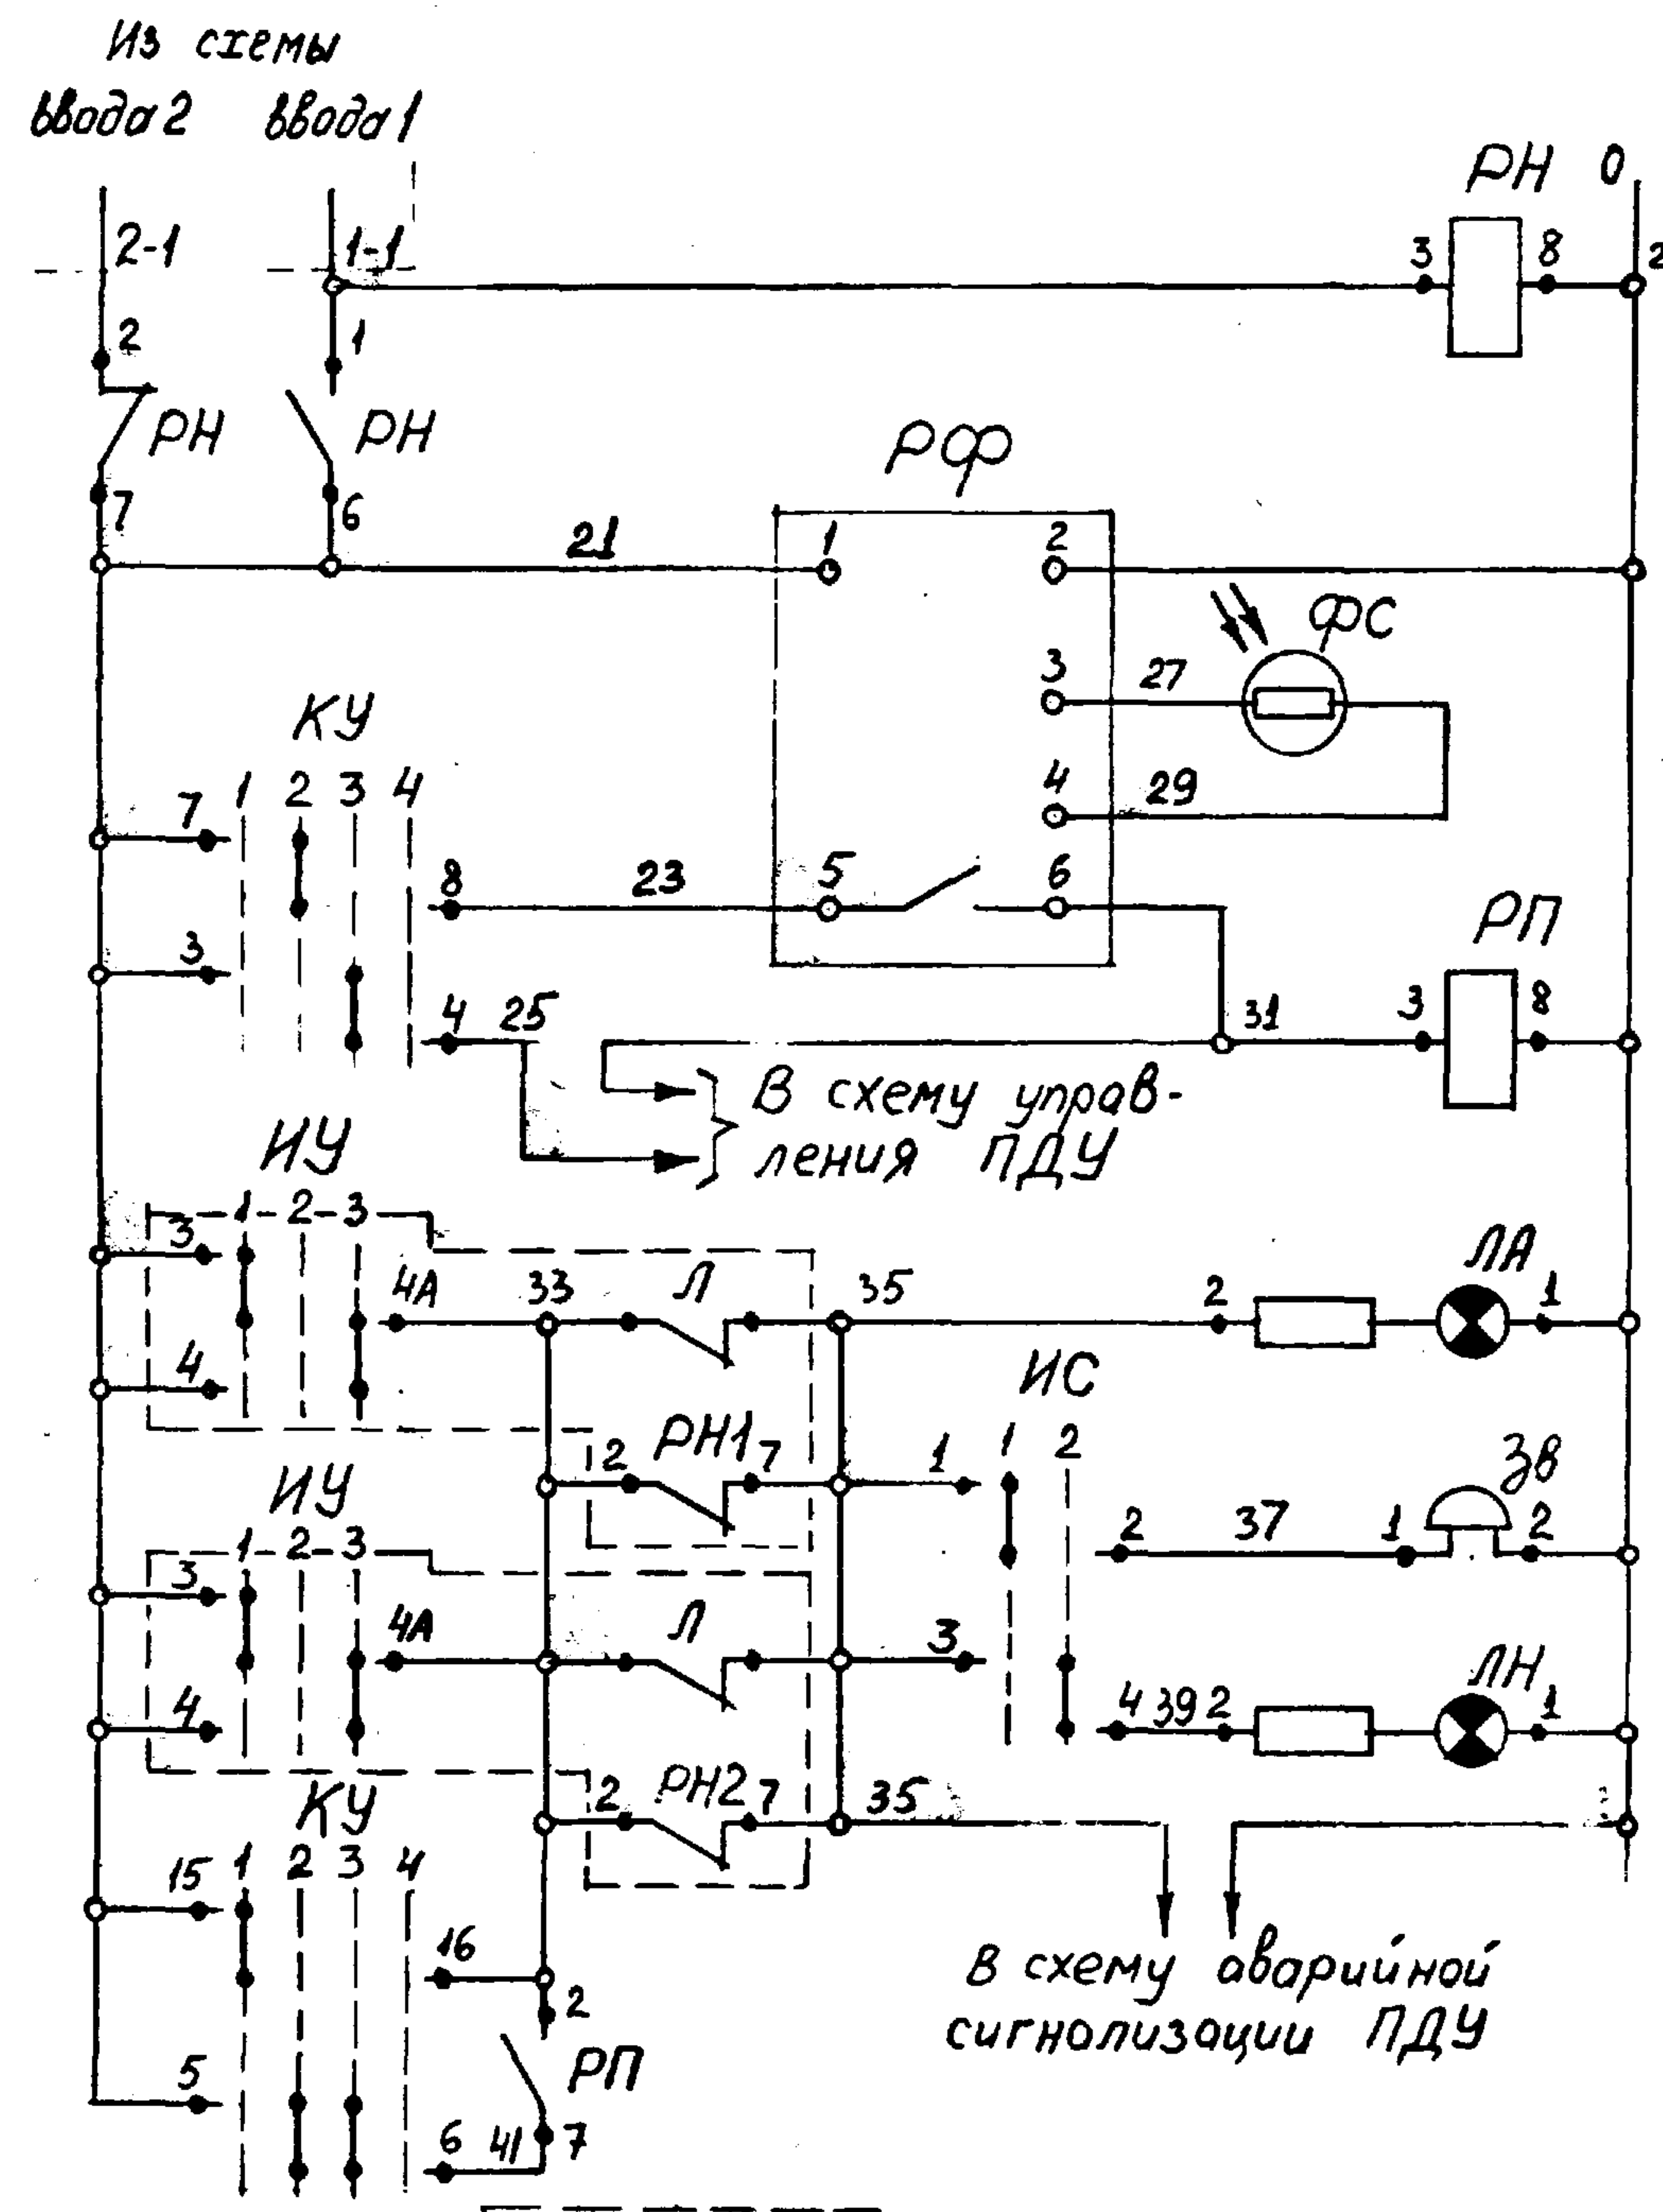 Из схемы
ввода 2 ввода 1
РН 0
2-1 1-1 3 8 2
2 1
РН РН
РФ
7 6
21 1 2
ФС
3 27
КУ
1 2 3 4
7 4 29
8 23 5 6
РП
3
4 25 31 3 8
В схему управ-
ления ПДУ
ИУ
1 2 3
3 ЛА
4А 33 Л 35 2 1
4 ИС
РН1 1 2
2 7 1 ЗВ
ИУ
1 2 3 2 37 1 2
3
4А Л 3 ЛН
4 4 39 2 1
КУ 2 РН2 7 35
1 2 3 4
15
16
В схему аварийной
2
сигнализации ПДУ
РП
5
6 41 7